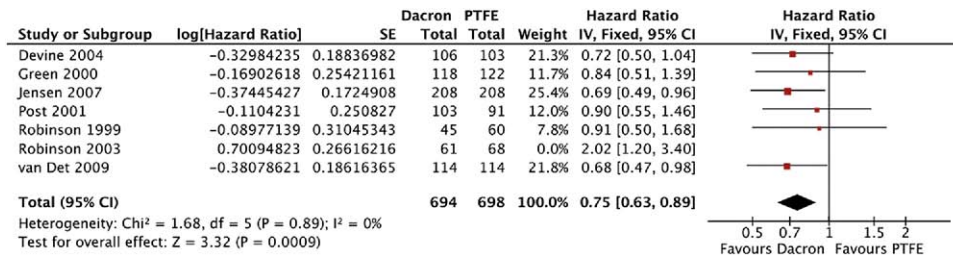 Dacron PTFE Hazard Ratio Hazard Ratio
Study or Subgroup log[Hazard Ratio] SE Total Total Weight IV, Fixed, 95% CI IV, Fixed, 95% CI
Devine 2004 -0.32984235 0.18836982 106 103 21.3% 0.72 [0.50, 1.04]
Green 2000 -0.16902618 0.25421161 118 122 11.7% 0.84 [0.51, 1.39]
Jensen 2007 -0.37445427 0.1724908 208 208 25.4% 0.69 [0.49, 0.96]
Post 2001 -0.1104231 0.250827 103 91 12.0% 0.90 [0.55, 1.46]
Robinson 1999 -0.08977139 0.31045343 45 60 7.8% 0.91 [0.50, 1.68]
Robinson 2003 0.70094823 0.26616216 61 68 0.0% 2.02 [1.20, 3.40]
van Det 2009 -0.38078621 0.18616365 114 114 21.8% 0.68 [0.47, 0.98]
Total (95% CI) 694 698 100.0% 0.75 [0.63, 0.89]
Heterogeneity: Chi² = 1.68, df = 5 (P = 0.89); I² = 0%
Test for overall effect: Z = 3.32 (P = 0.0009)
0.5 0.7 1 1.5 2
Favours Dacron Favours PTFE